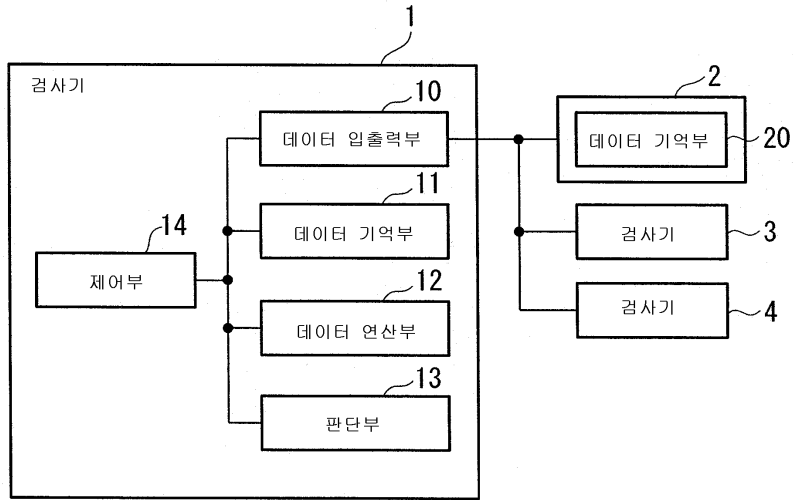 1
검사기
10
데이터 입출력부
2
데이터 기억부
20
11
데이터 기억부
14
제어부
검사기
3
12
데이터 연산부
검사기
4
13
판단부